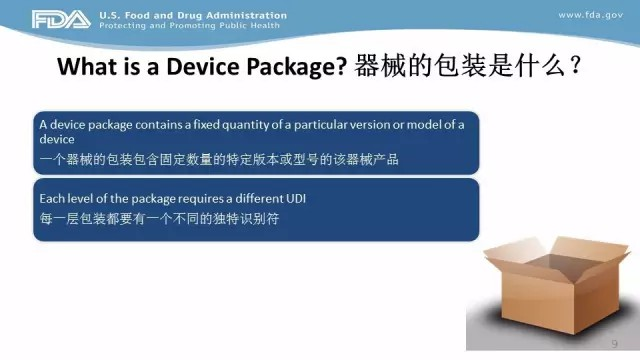 FDA
U.S. Food and Drug Administration
Protecting and Promoting Public Health
www.fda.gov
What is a Device Package? 器械的包装是什么？
A device package contains a fixed quantity of a particular version or model of a
device
一个器械的包装包含固定数量的特定版本或型号的该器械产品
Each level of the package requires a different UDI
每一层包装都要有一个不同的独特识别符
9